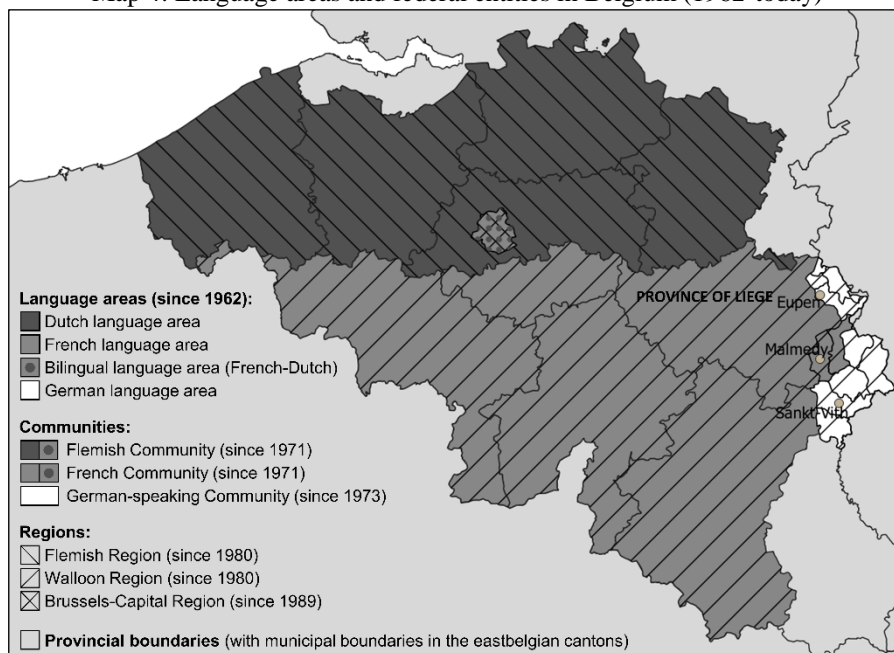 Map 4: Language areas and federal entities in Belgium (1962-today)
PROVINCE OF LIEGE
Eupen
Malmedy
Sankt-Vith
Language areas (since 1962):
Dutch language area
French language area
Bilingual language area (French-Dutch)
German language area
Communities:
Flemish Community (since 1971)
French Community (since 1971)
German-speaking Community (since 1973)
Regions:
Flemish Region (since 1980)
Walloon Region (since 1980)
Brussels-Capital Region (since 1989)
Provincial boundaries (with municipal boundaries in the eastbelgian cantons)